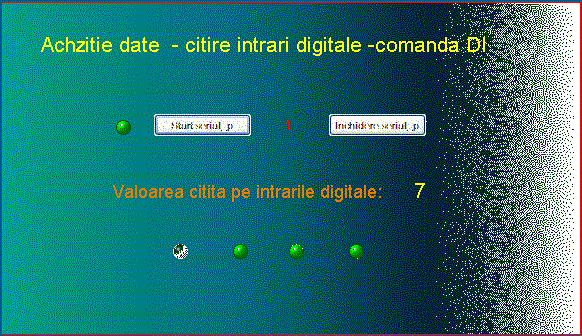 Achzitie date - citire intrari digitale -comanda DI
Start serial_p 1 Inchidere serial_p
Valoarea citita pe intrarile digitale: 7